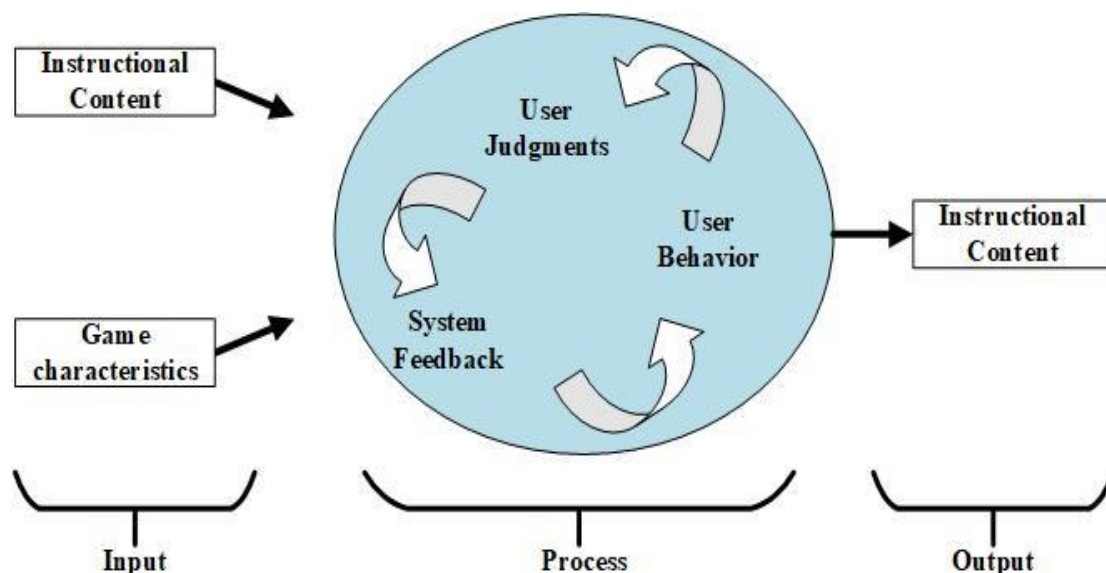 Instructional
Content
Game
characteristics
User
Judgments
User
Behavior
System
Feedback
Instructional
Content
Input
Process
Output